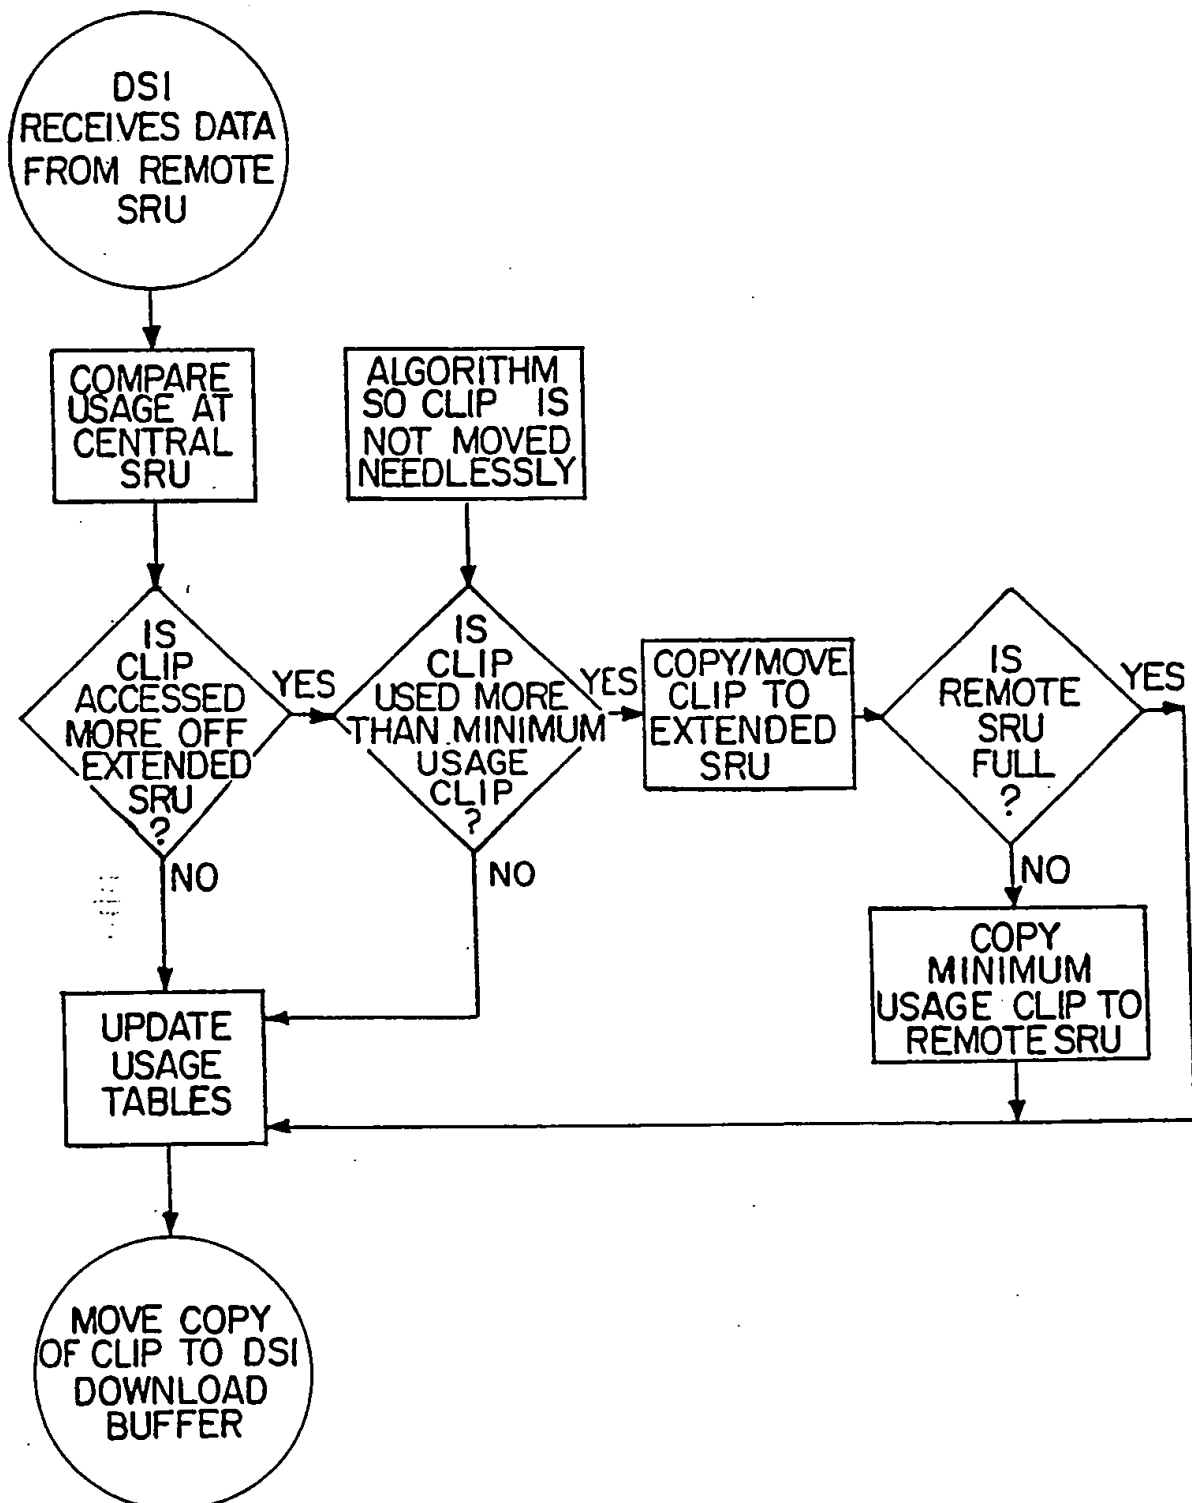 DSI
RECEIVES DATA
FROM REMOTE
SRU
COMPARE
USAGE AT
CENTRAL
SRU
ALGORITHM
SO CLIP IS
NOT MOVED
NEEDLESSLY
IS
CLIP
ACCESSED
MORE OFF
EXTENDED
SRU
?
YES
NO
IS
CLIP
USED MORE
THAN MINIMUM
USAGE
CLIP
?
YES
NO
COPY/MOVE
CLIP TO
EXTENDED
SRU
IS
REMOTE
SRU
FULL
?
YES
NO
COPY
MINIMUM
USAGE CLIP TO
REMOTE SRU
UPDATE
USAGE
TABLES
MOVE COPY
OF CLIP TO DSI
DOWNLOAD
BUFFER